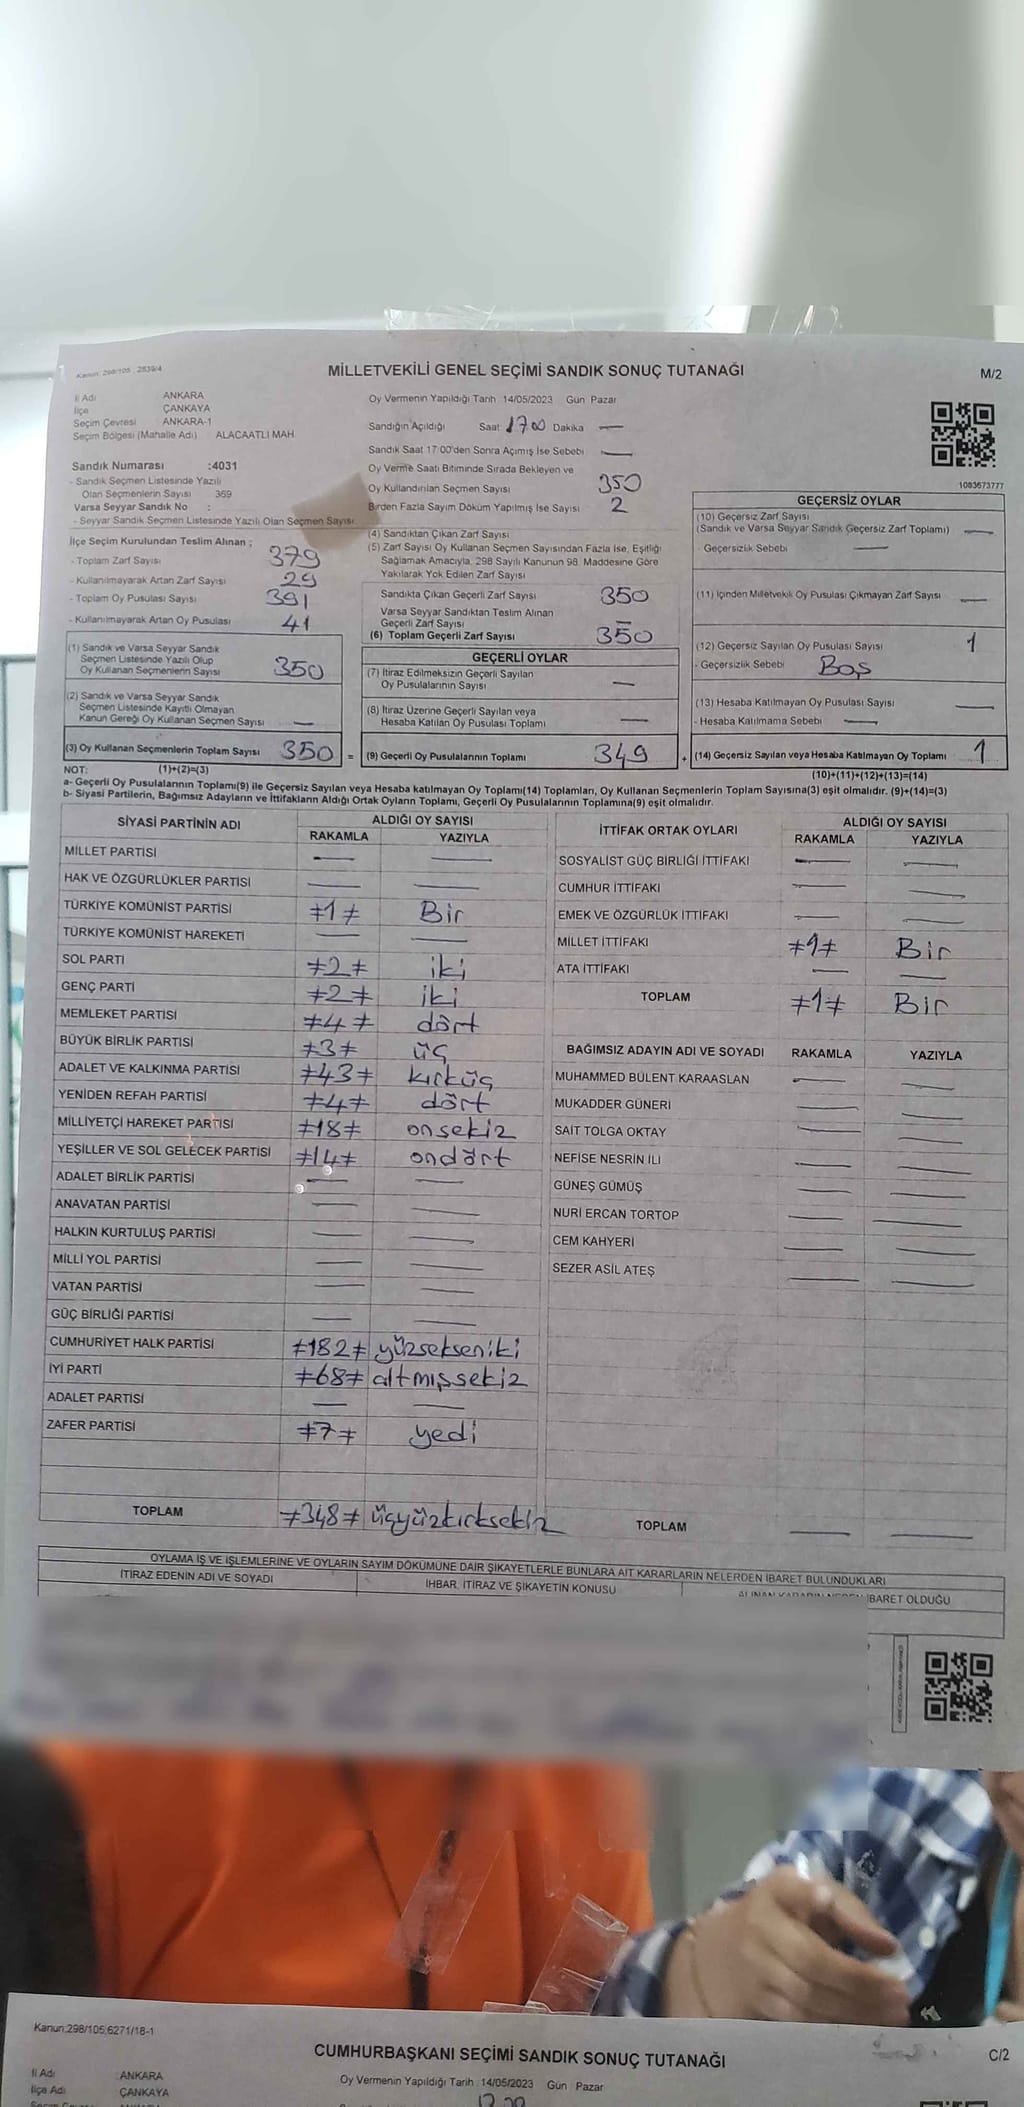 Kanun: 298/105, 2839/4
MİLLETVEKİLİ GENEL SEÇİMİ SANDIK SONUÇ TUTANAĞI
M/2
İl Adı ANKARA
İlçe ÇANKAYA
Seçim Çevresi ANKARA-1
Seçim Bölgesi (Mahalle Adı) ALACAATLI MAH.
Oy Vermenin Yapıldığı Tarih :14/05/2023 Gün Pazar
Sandığın Açıldığı Saat 17.00 Dakika —
Sandık Saat 17:00'den Sonra Açımış İse Sebebi —
Oy Verme Saati Bitiminde Sırada Bekleyen ve
Oy Kullandırılan Seçmen Sayısı 350
Birden Fazla Sayım Döküm Yapılmış İse Sayısı 2
1083673777
Sandık Numarası :4031
- Sandık Seçmen Listesinde Yazılı
Olan Seçmenlerin Sayısı 369
Varsa Seyyar Sandık No :
- Seyyar Sandık Seçmen Listesinde Yazılı Olan Seçmen Sayısı
İlçe Seçim Kurulundan Teslim Alınan ;
- Toplam Zarf Sayısı 379
- Kullanılmayarak Artan Zarf Sayısı 29
- Toplam Oy Pusulası Sayısı 391
- Kullanılmayarak Artan Oy Pusulası 41
(1) Sandık ve Varsa Seyyar Sandık
Seçmen Listesinde Yazılı Olup
Oy Kullanan Seçmenlerin Sayısı 350
(2) Sandık ve Varsa Seyyar Sandık
Seçmen Listesinde Kayıtlı Olmayan
Kanun Gereği Oy Kullanan Seçmen Sayısı —
(3) Oy Kullanan Seçmenlerin Toplam Sayısı 350 =
(4) Sandıktan Çıkan Zarf Sayısı —
(5) Zarf Sayısı Oy Kullanan Seçmen Sayısından Fazla İse, Eşitliği
Sağlamak Amacıyla, 298 Sayılı Kanunun 98. Maddesine Göre
Yakılarak Yok Edilen Zarf Sayısı
Sandıkta Çıkan Geçerli Zarf Sayısı 350
Varsa Seyyar Sandıktan Teslim Alınan
Geçerli Zarf Sayısı —
(6) Toplam Geçerli Zarf Sayısı 350
GEÇERLİ OYLAR
(7) İtiraz Edilmeksizin Geçerli Sayılan
Oy Pusulalarının Sayısı —
(8) İtiraz Üzerine Geçerli Sayılan veya
Hesaba Katılan Oy Pusulası Toplamı —
(9) Geçerli Oy Pusulalarının Toplamı 349 +
GEÇERSİZ OYLAR
(10) Geçersiz Zarf Sayısı
(Sandık ve Varsa Seyyar Sandık Geçersiz Zarf Toplamı) —
- Geçersizlik Sebebi —
(11) İçinden Milletvekili Oy Pusulası Çıkmayan Zarf Sayısı —
(12) Geçersiz Sayılan Oy Pusulası Sayısı 1
- Geçersizlik Sebebi Boş
(13) Hesaba Katılmayan Oy Pusulası Sayısı —
- Hesaba Katılmama Sebebi —
(14) Geçersiz Sayılan veya Hesaba Katılmayan Oy Toplamı 1
NOT: (1)+(2)=(3) (10)+(11)+(12)+(13)=(14)
a- Geçerli Oy Pusulalarının Toplamı(9) ile Geçersiz Sayılan veya Hesaba katılmayan Oy Toplamı(14) Toplamları, Oy Kullanan Seçmenlerin Toplam Sayısına(3) eşit olmalıdır. (9)+(14)=(3)
b- Siyasi Partilerin, Bağımsız Adayların ve İttifakların Aldığı Ortak Oyların Toplamı, Geçerli Oy Pusulalarının Toplamına(9) eşit olmalıdır.
SİYASİ PARTİNİN ADI ALDIĞI OY SAYISI
RAKAMLA YAZIYLA
MİLLET PARTİSİ — —
HAK VE ÖZGÜRLÜKLER PARTİSİ — —
TÜRKİYE KOMÜNİST PARTİSİ ≠1≠ Bir
TÜRKİYE KOMÜNİST HAREKETİ — —
SOL PARTİ ≠2≠ iki
GENÇ PARTİ ≠2≠ iki
MEMLEKET PARTİSİ ≠4≠ dört
BÜYÜK BİRLİK PARTİSİ ≠3≠ üç
ADALET VE KALKINMA PARTİSİ ≠43≠ kırküç
YENİDEN REFAH PARTİSİ ≠4≠ dört
MİLLİYETÇİ HAREKET PARTİSİ ≠18≠ onsekiz
YEŞİLLER VE SOL GELECEK PARTİSİ ≠14≠ ondört
ADALET BİRLİK PARTİSİ — —
ANAVATAN PARTİSİ — —
HALKIN KURTULUŞ PARTİSİ — —
MİLLİ YOL PARTİSİ — —
VATAN PARTİSİ — —
GÜÇ BİRLİĞİ PARTİSİ — —
CUMHURİYET HALK PARTİSİ ≠182≠ yüzsekseniki
İYİ PARTİ ≠68≠ altmışsekiz
ADALET PARTİSİ — —
ZAFER PARTİSİ ≠7≠ yedi
TOPLAM ≠348≠ üçyüzkırksekiz
İTTİFAK ORTAK OYLARI ALDIĞI OY SAYISI
RAKAMLA YAZIYLA
SOSYALİST GÜÇ BİRLİĞİ İTTİFAKI — —
CUMHUR İTTİFAKI — —
EMEK VE ÖZGÜRLÜK İTTİFAKI — —
MİLLET İTTİFAKI ≠1≠ Bir
ATA İTTİFAKI — —
TOPLAM ≠1≠ Bir
BAĞIMSIZ ADAYIN ADI VE SOYADI RAKAMLA YAZIYLA
MUHAMMED BÜLENT KARAASLAN — —
MUKADDER GÜNERİ — —
SAİT TOLGA OKTAY — —
NEFİSE NESRİN İLİ — —
GÜNEŞ GÜMÜŞ — —
NURİ ERCAN TORTOP — —
CEM KAHYERİ — —
SEZER ASİL ATEŞ — —
TOPLAM — —
OYLAMA İŞ VE İŞLEMLERİNE VE OYLARIN SAYIM DÖKÜMÜNE DAİR ŞİKAYETLERLE BUNLARA AİT KARARLARIN NELERDEN İBARET BULUNDUKLARI
İTİRAZ EDENİN ADI VE SOYADI İHBAR, İTİRAZ VE ŞİKAYETİN KONUSU ALINAN KARARIN NEDEN İBARET OLDUĞU
Kanun:298/105;6271/18-1
CUMHURBAŞKANI SEÇİMİ SANDIK SONUÇ TUTANAĞI
C/2
İl Adı ANKARA
İlçe Adı ÇANKAYA
Oy Vermenin Yapıldığı Tarih :14/05/2023 Gün Pazar